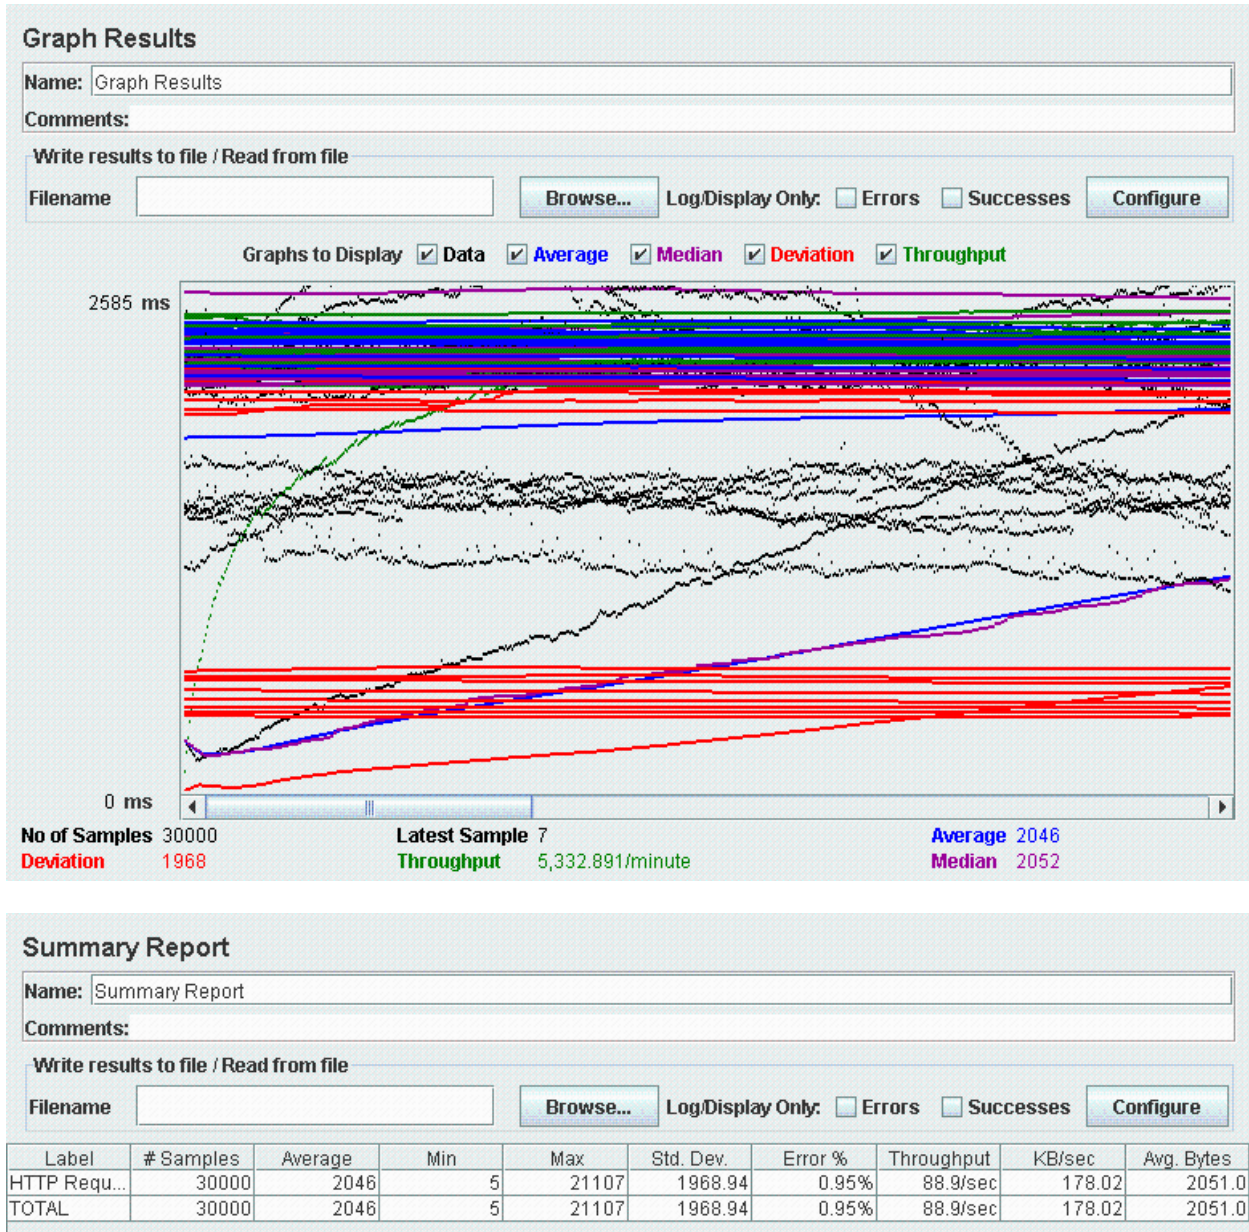 Graph Results
Name: Graph Results
Comments:
Write results to file / Read from file
Filename Browse... Log/Display Only: Errors Successes Configure
Graphs to Display Data Average Median Deviation Throughput
2585 ms
0 ms
No of Samples 30000 Latest Sample 7 Average 2046
Deviation 1968 Throughput 5,332.891/minute Median 2052
Summary Report
Name: Summary Report
Comments:
Write results to file / Read from file
Filename Browse... Log/Display Only: Errors Successes Configure
Label # Samples Average Min Max Std. Dev. Error % Throughput KB/sec Avg. Bytes
HTTP Requ... 30000 2046 5 21107 1968.94 0.95% 88.9/sec 178.02 2051.0
TOTAL 30000 2046 5 21107 1968.94 0.95% 88.9/sec 178.02 2051.0